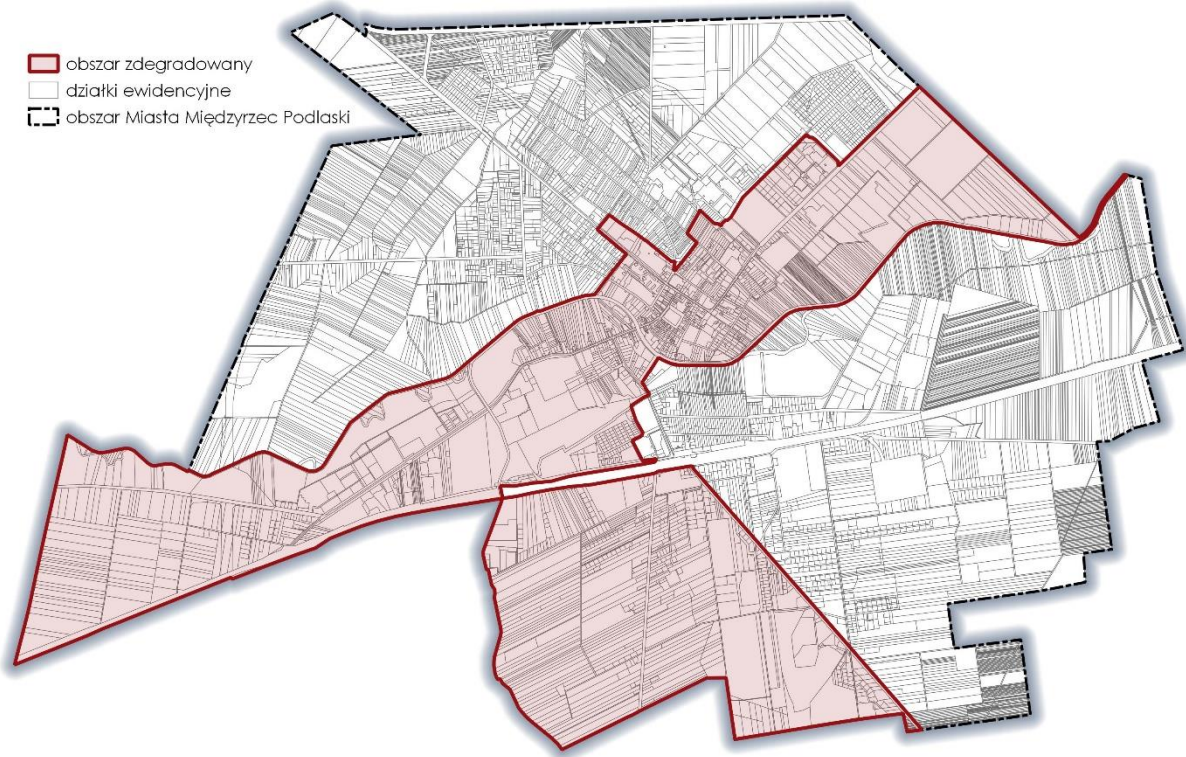 obszar zdegradowany
działki ewidencyjne
obszar Miasta Międzyrzec Podlaski